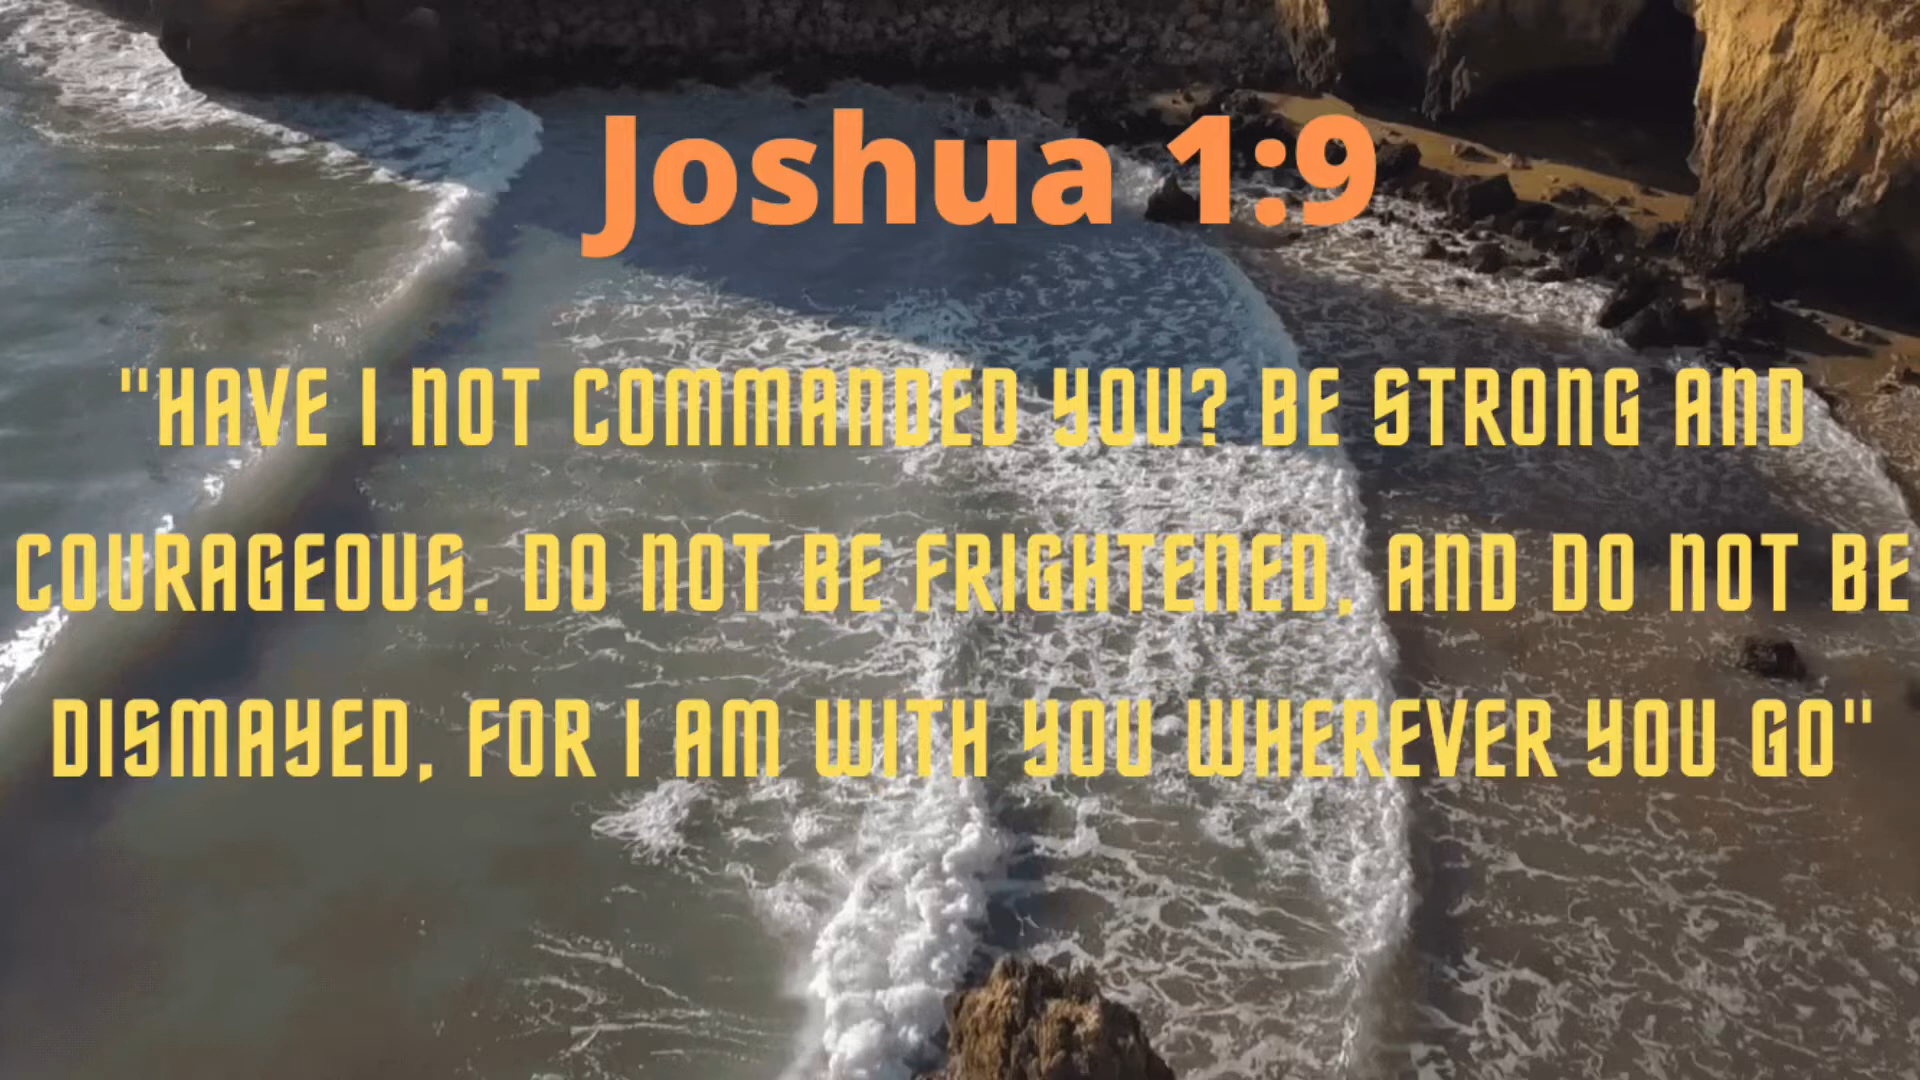 Joshua 1:9
"HAVE I NOT COMMANDED YOU? BE STRONG AND
COURAGEOUS. DO NOT BE FRIGHTENED, AND DO NOT BE
DISMAYED, FOR I AM WITH YOU WHEREVER YOU GO"